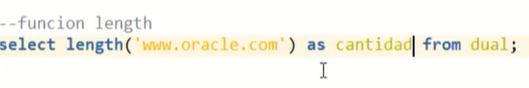 --funcion length
select length('www.oracle.com') as cantidad from dual;